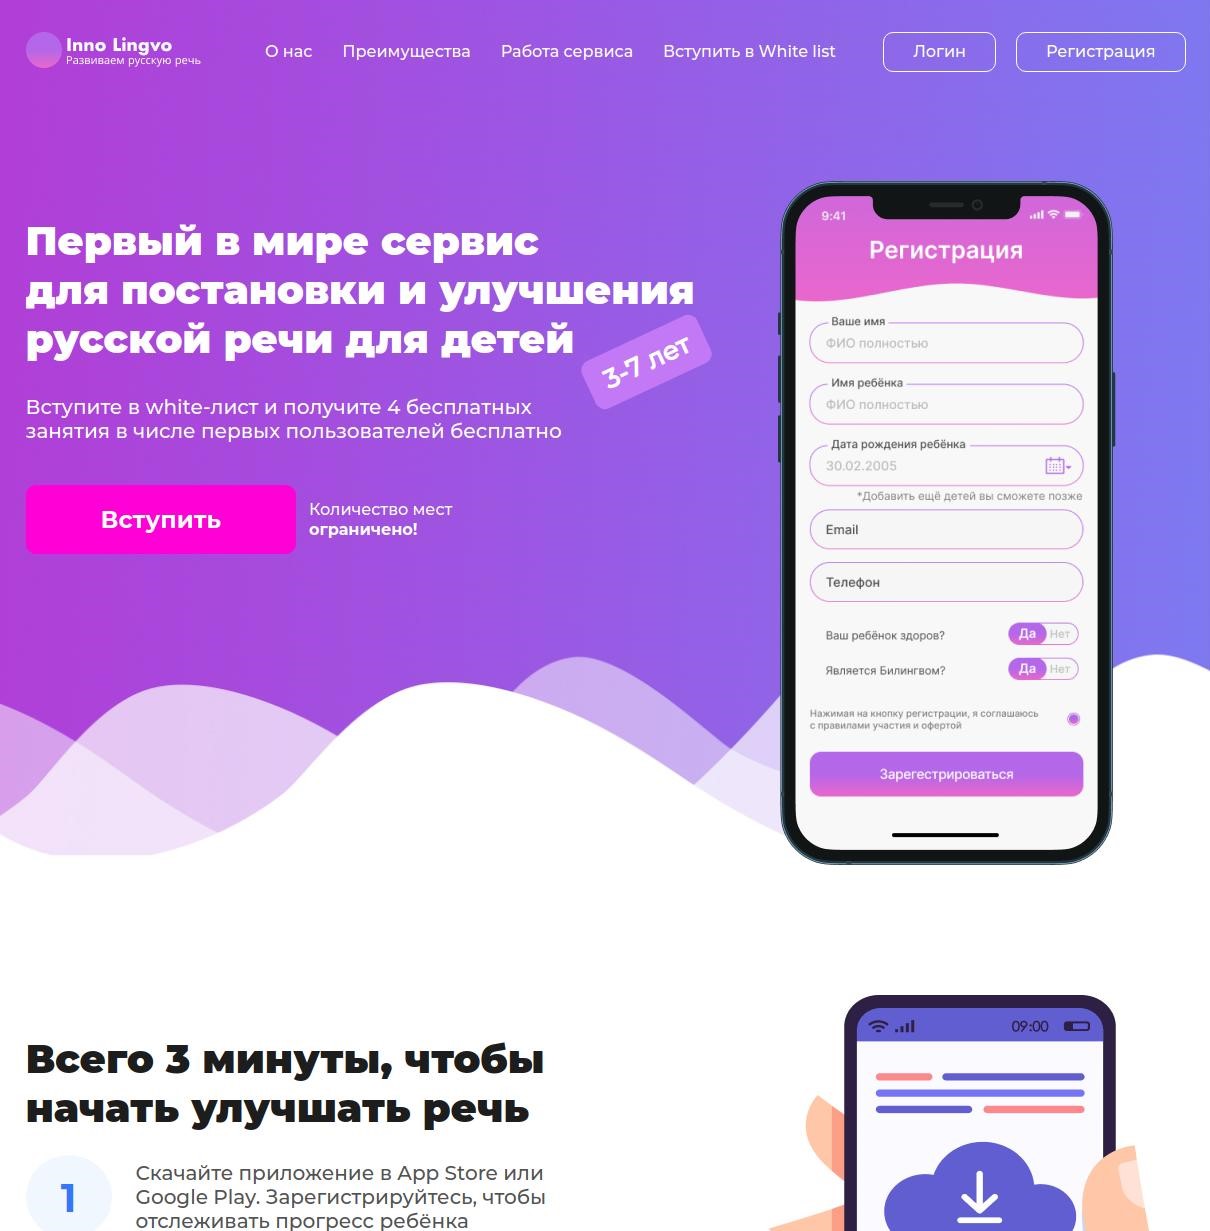 Inno Lingvo
Развиваем русскую речь
О нас
Преимущества
Работа сервиса
Вступить в White list
Логин
Регистрация
Первый в мире сервис
для постановки и улучшения
русской речи для детей
3-7 лет
Вступите в white-лист и получите 4 бесплатных
занятия в числе первых пользователей бесплатно
Вступить
Количество мест
ограничено!
9:41
Регистрация
Ваше имя
ФИО полностью
Имя ребёнка
ФИО полностью
Дата рождения ребёнка
30.02.2005
*Добавить ещё детей вы сможете позже
Email
Телефон
Ваш ребёнок здоров?
Да Нет
Является Билингвом?
Да Нет
Нажимая на кнопку регистрации, я соглашаюсь
с правилами участия и офертой
Зарегестрироваться
Всего 3 минуты, чтобы
начать улучшать речь
1
Скачайте приложение в App Store или
Google Play. Зарегистрируйтесь, чтобы
отслеживать прогресс ребёнка
09:00